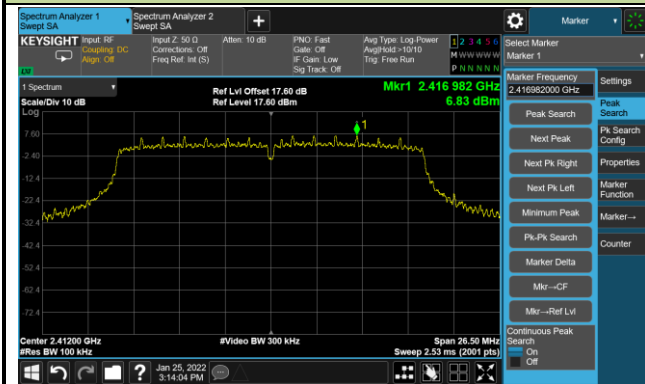 Spectrum Analyzer 1
Swept SA
Spectrum Analyzer 2
Swept SA
+
Marker
KEYSIGHT
Input: RF
Coupling: DC
Align: Off
Input Z: 50 Ω
Corrections: Off
Freq Ref: Int (S)
Atten: 10 dB
PNO: Fast
Gate: Off
IF Gain: Low
Sig Track: Off
Avg Type: Log-Power
Avg|Hold:>10/10
Trig: Free Run
1 2 3 4 5 6
M W W W W W
P N N N N N
LXI
Select Marker
Marker 1
1 Spectrum
Scale/Div 10 dB
Log
Ref Lvl Offset 17.60 dB
Ref Level 17.60 dBm
Mkr1 2.416 982 GHz
6.83 dBm
1
7.60
-2.40
-12.4
-22.4
-32.4
-42.4
-52.4
-62.4
-72.4
Center 2.41200 GHz
#Res BW 100 kHz
#Video BW 300 kHz
Span 26.50 MHz
Sweep 2.53 ms (2001 pts)
Marker Frequency
2.416982000 GHz
Peak Search
Next Peak
Next Pk Right
Next Pk Left
Minimum Peak
Pk-Pk Search
Marker Delta
Mkr→CF
Mkr→Ref Lvl
Continuous Peak
Search
On
Off
Settings
Peak
Search
Pk Search
Config
Properties
Marker
Function
Marker→
Counter
?
Jan 25, 2022
3:14:04 PM